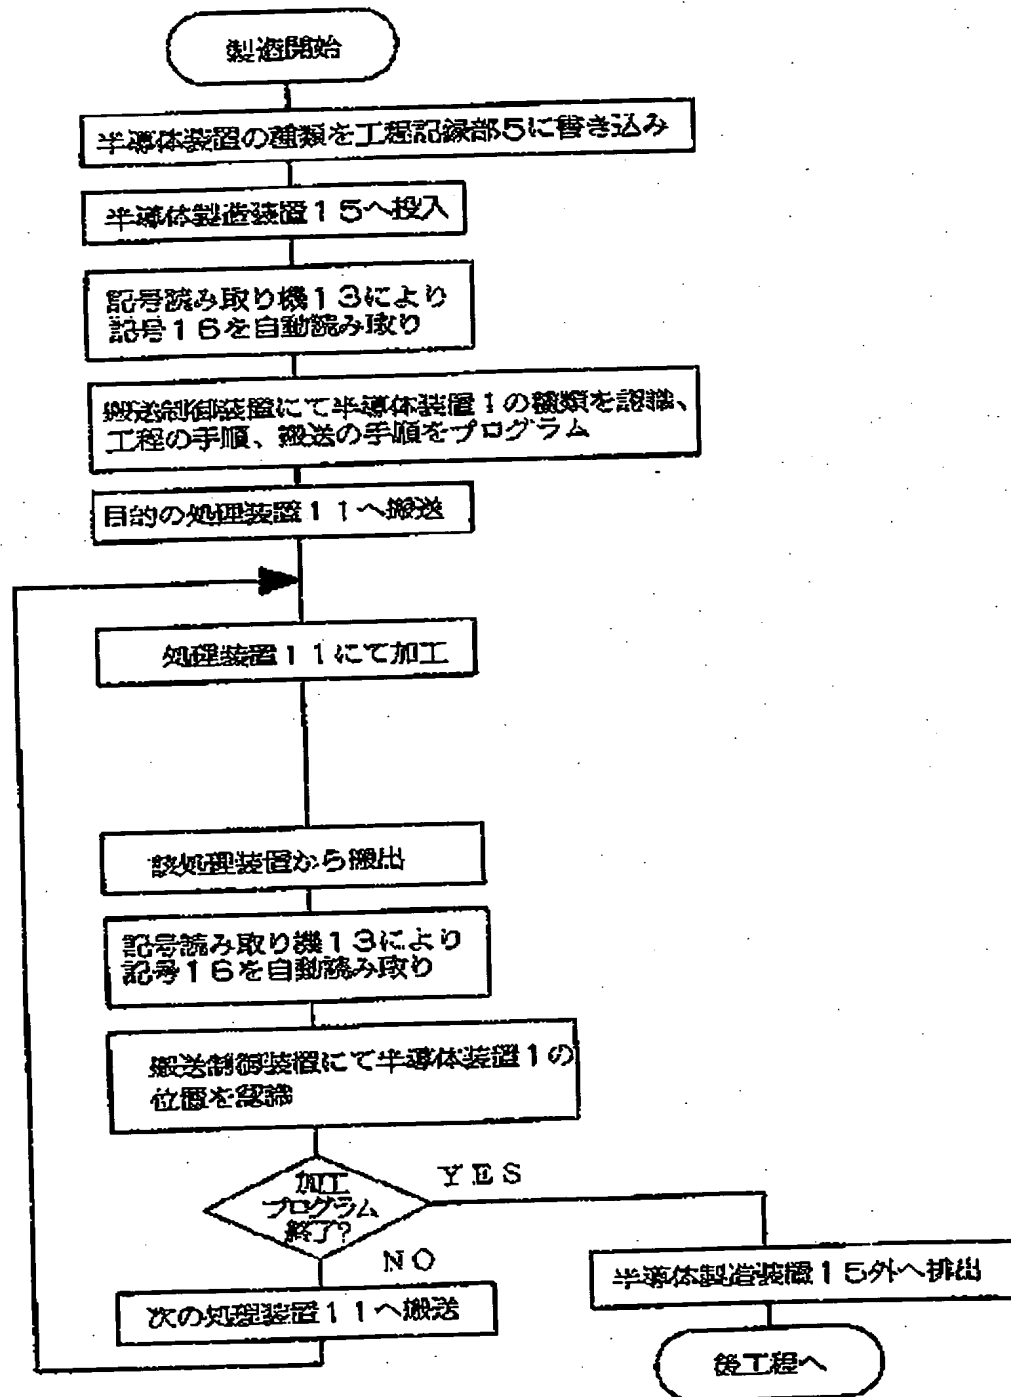 製造開始
半導体装置の種類を工程記録部5に書き込み
半導体製造装置15へ投入
記号読み取り機13により
記号16を自動読み取り
搬送制御装置にて半導体装置1の種類を認識、
工程の手順、搬送の手順をプログラム
目的の処理装置11へ搬送
処理装置11にて加工
該処理装置から搬出
記号読み取り機13により
記号16を自動読み取り
搬送制御装置にて半導体装置1の
位置を認識
加工
プログラム
終了?
YES
NO
半導体製造装置15外へ排出
次の処理装置11へ搬送
後工程へ